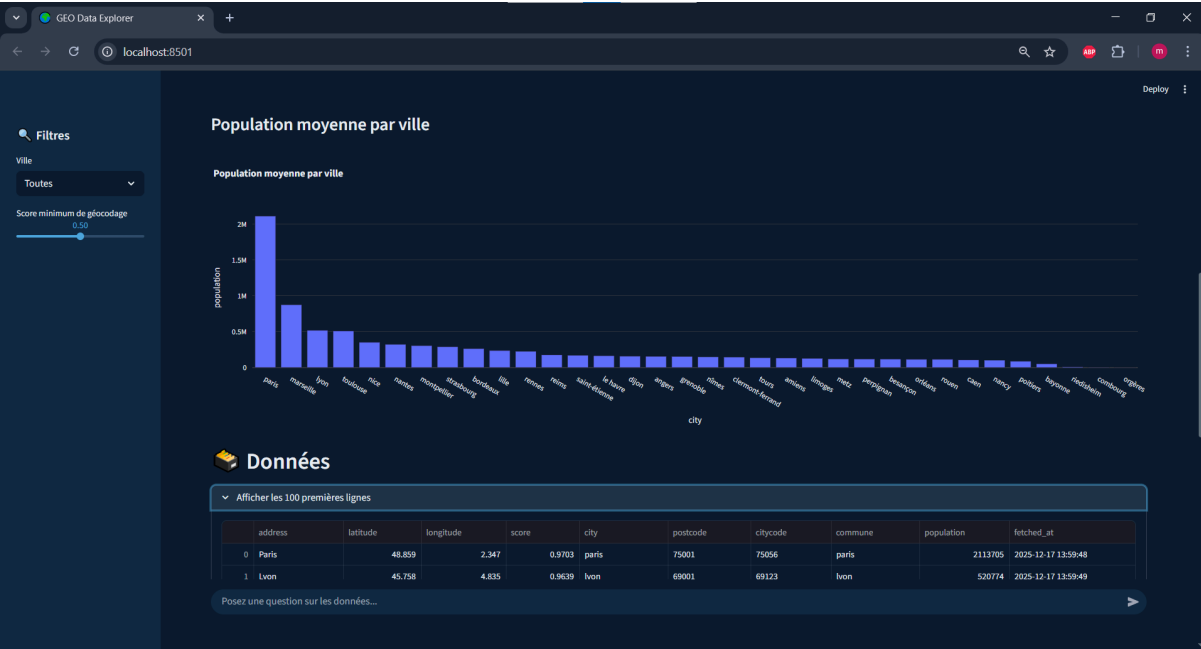 GEO Data Explorer
localhost:8501
ABP
m
Deploy
Filtres
Ville
Toutes
Score minimum de géocodage
0.50
Population moyenne par ville
Population moyenne par ville
population
2M
1.5M
1M
0.5M
0
paris marseille lyon toulouse nice nantes montpellier strasbourg bordeaux lille rennes reims saint-étienne le havre dijon angers grenoble nîmes clermont-ferrand tours amiens limoges metz perpignan besançon orléans rouen caen nancy poitiers bayonne riedisheim combourg orgères
city
Données
Afficher les 100 premières lignes
address latitude longitude score city postcode citycode commune population fetched_at
0 Paris 48.859 2.347 0.9703 paris 75001 75056 paris 2113705 2025-12-17 13:59:48
1 Lyon 45.758 4.835 0.9639 lyon 69001 69123 lyon 520774 2025-12-17 13:59:49
Posez une question sur les données...